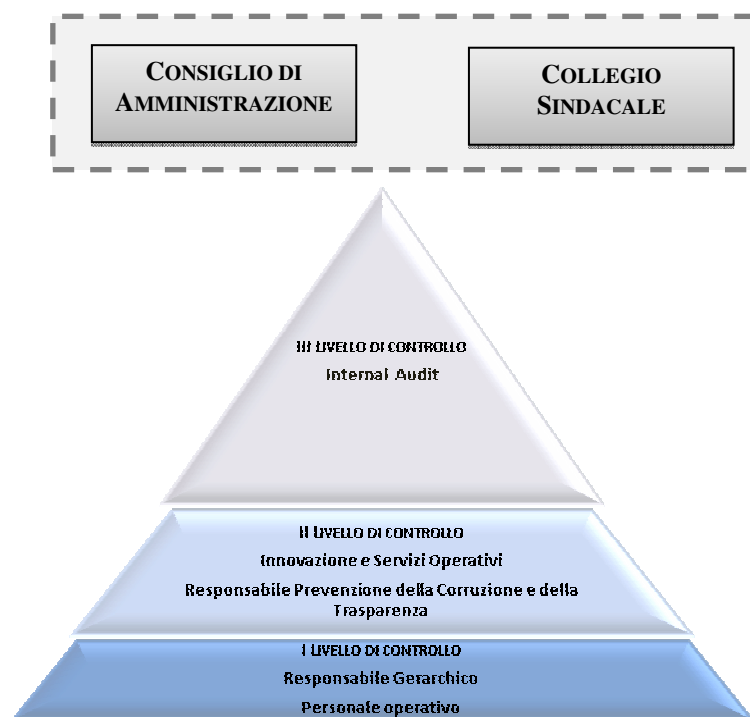 CONSIGLIO DI
AMMINISTRAZIONE
COLLEGIO
SINDACALE
III LIVELLO DI CONTROLLO
Internal Audit
II LIVELLO DI CONTROLLO
Innovazione e Servizi Operativi
Responsabile Prevenzione della Corruzione e della
Trasparenza
I LIVELLO DI CONTROLLO
Responsabile Gerarchico
Personale operativo